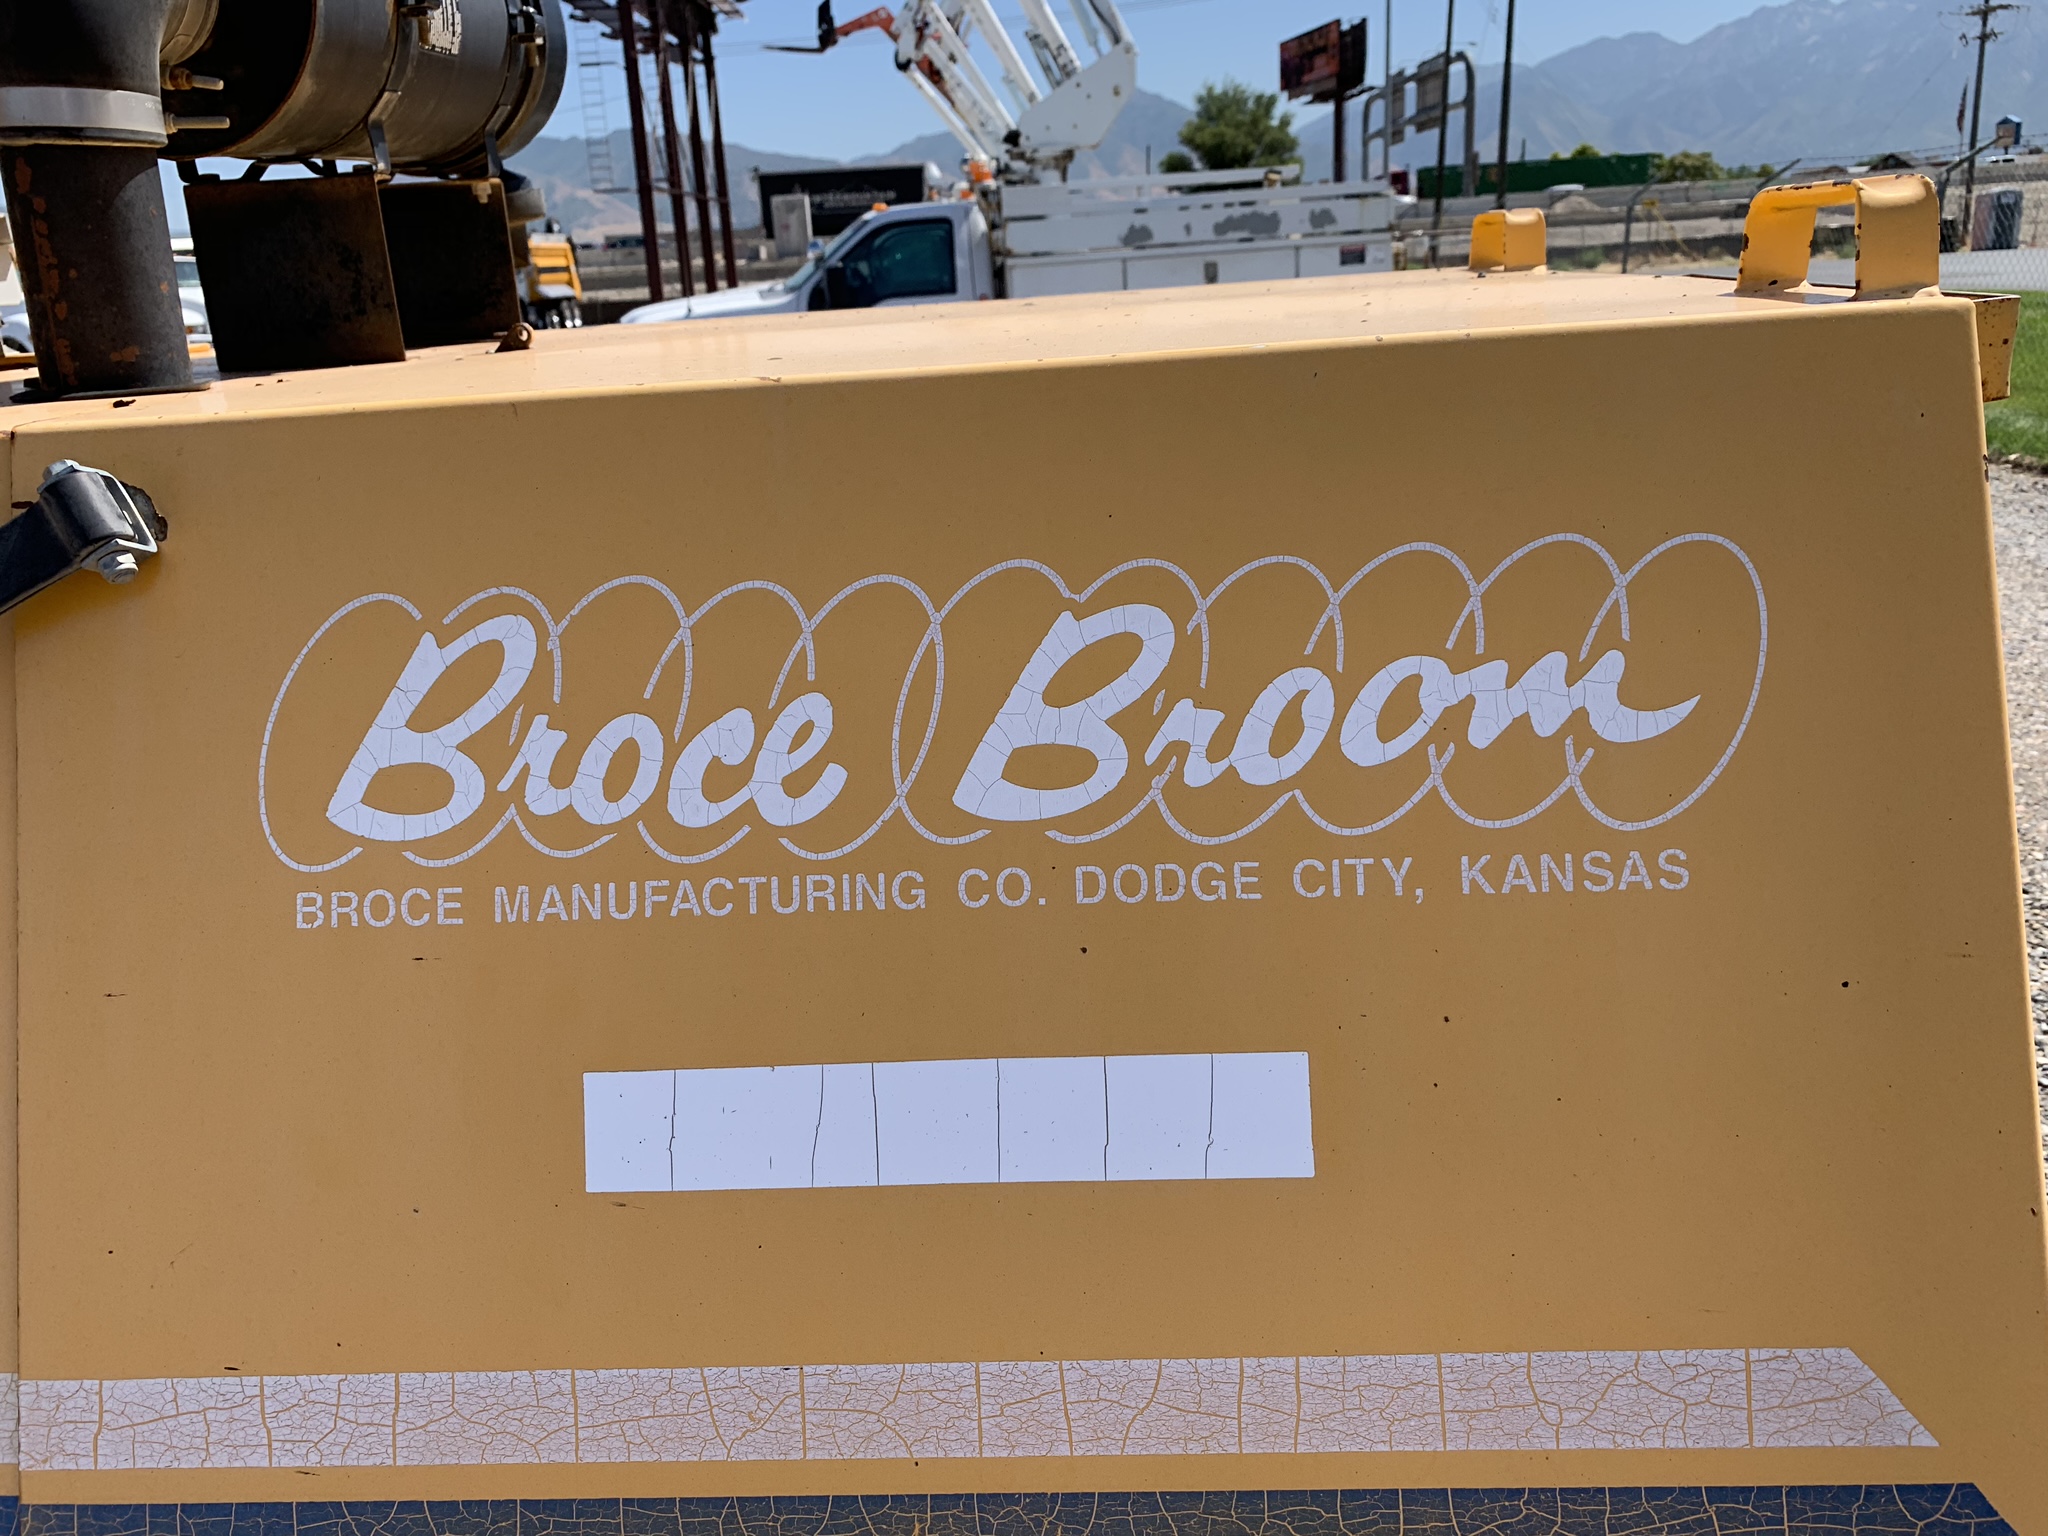 Broce Broom
BROCE MANUFACTURING CO. DODGE CITY, KANSAS